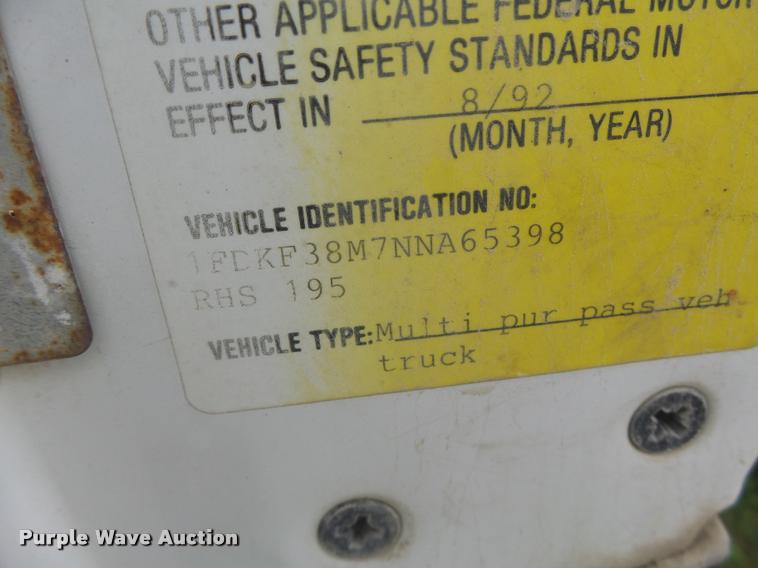 OTHER APPLICABLE FEDERAL MOTOR
VEHICLE SAFETY STANDARDS IN
EFFECT IN 8/92
(MONTH, YEAR)
VEHICLE IDENTIFICATION NO:
1FDKF38M7NNA65398
RHS 195
VEHICLE TYPE: Multi pur pass veh
truck
Purple Wave Auction